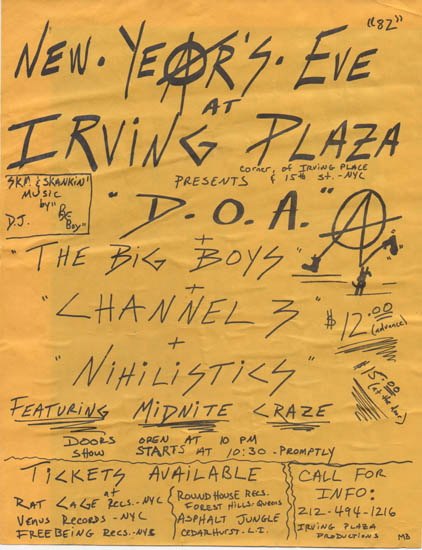 "82"
NEW·YEAR'S·EVE
AT
IRVING PLAZA
corner of IRVING PLACE
& 15th st.-NYC
PRESENTS
SKA & SKANKIN'
MUSIC
by
D.J. "BIG BOY"
"D.O.A."
+
"THE BIG BOYS"
+
"CHANNEL 3"
+
"NIHILISTICS"
$12.00
(advance)
$15.00
(at the door)
FEATURING MIDNITE CRAZE
DOORS OPEN AT 10 PM
SHOW STARTS AT 10:30 - PROMPTLY
TICKETS AVAILABLE
at
RAT CAGE RECS.-NYC
VENUS RECORDS-NYC
FREEBEING RECS.-NYC
ROUNDHOUSE RECS.
FOREST HILLS-QUEENS
ASPHALT JUNGLE
CEDARHURST-L.I.
CALL FOR
INFO:
212-494-1216
IRVING PLAZA
PRODUCTIONS
MB